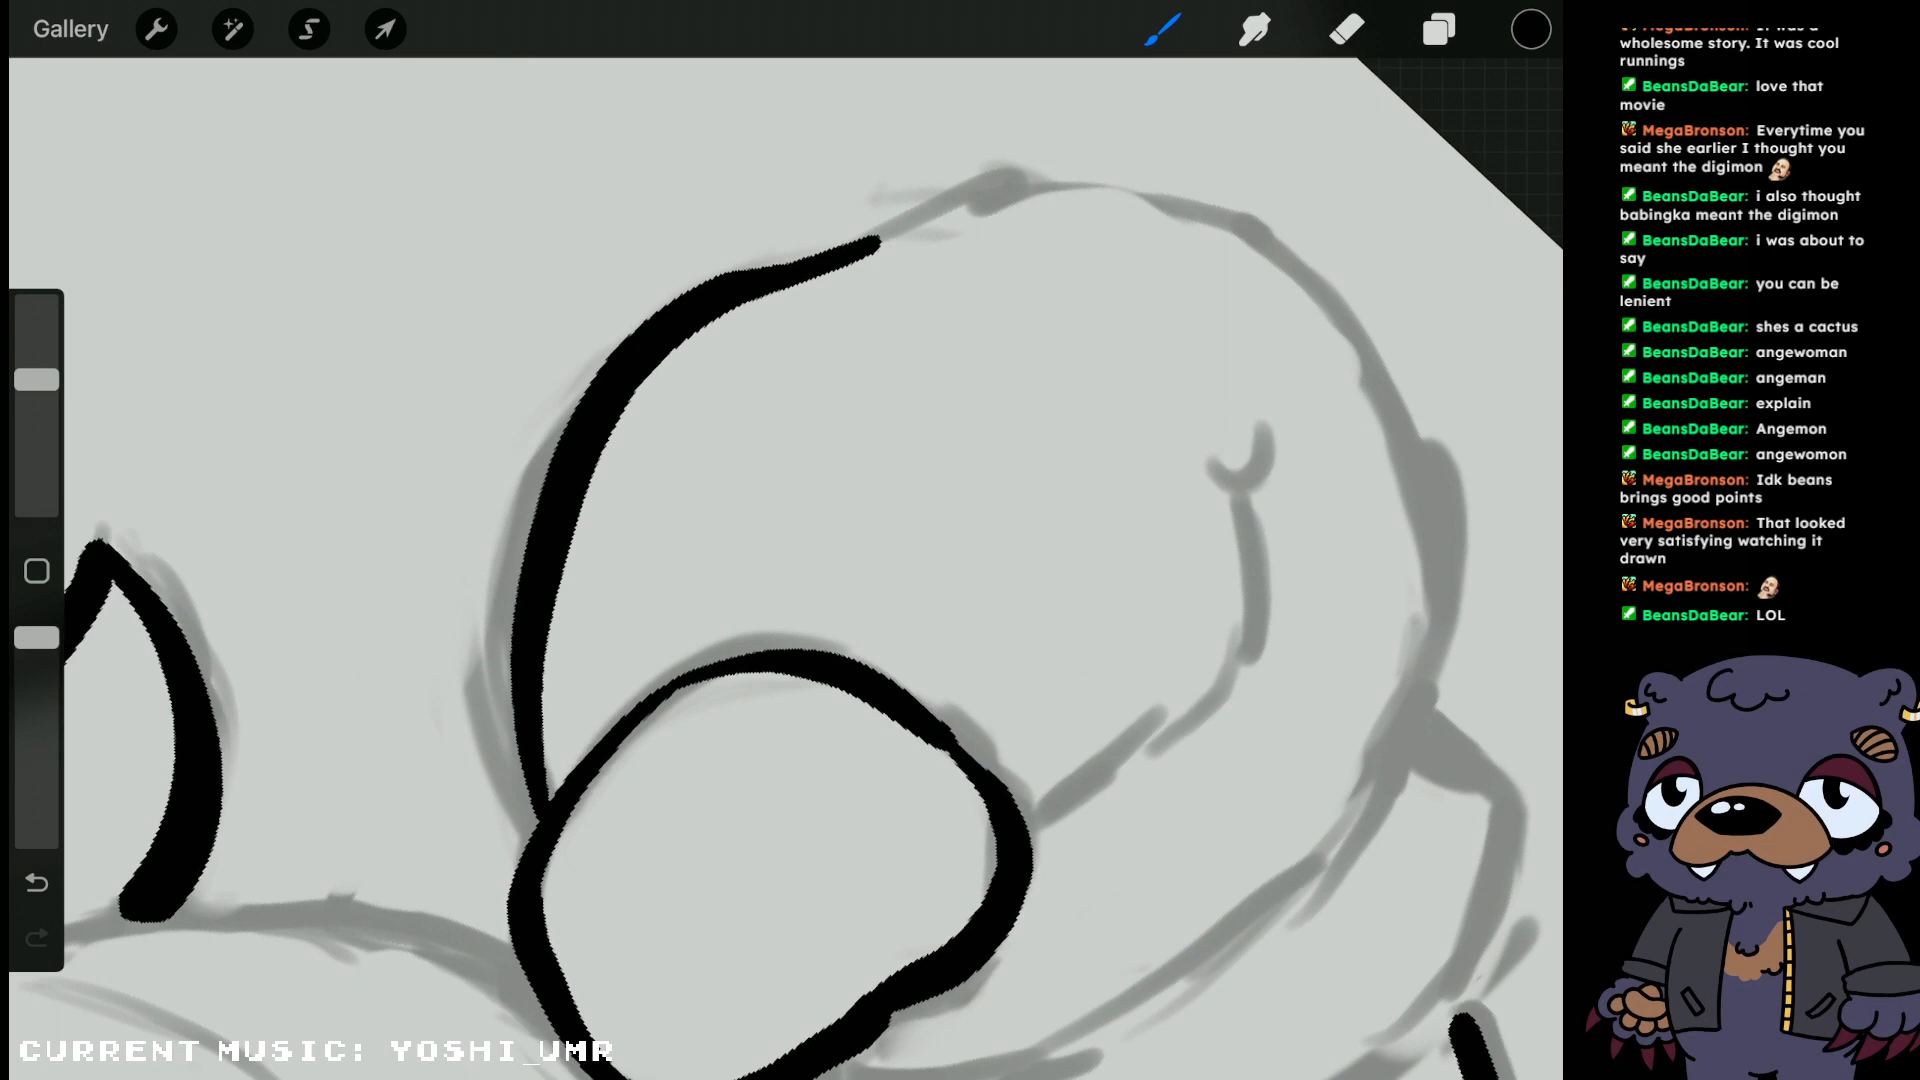 Gallery
wholesome story. It was cool
runnings
BeansDaBear: love that
movie
MegaBronson: Everytime you
said she earlier I thought you
meant the digimon
BeansDaBear: i also thought
babingka meant the digimon
BeansDaBear: i was about to
say
BeansDaBear: you can be
lenient
BeansDaBear: shes a cactus
BeansDaBear: angewoman
BeansDaBear: angeman
BeansDaBear: explain
BeansDaBear: Angemon
BeansDaBear: angewomon
MegaBronson: Idk beans
brings good points
MegaBronson: That looked
very satisfying watching it
drawn
MegaBronson:
BeansDaBear: LOL
CURRENT MUSIC: YOSHI_UMR